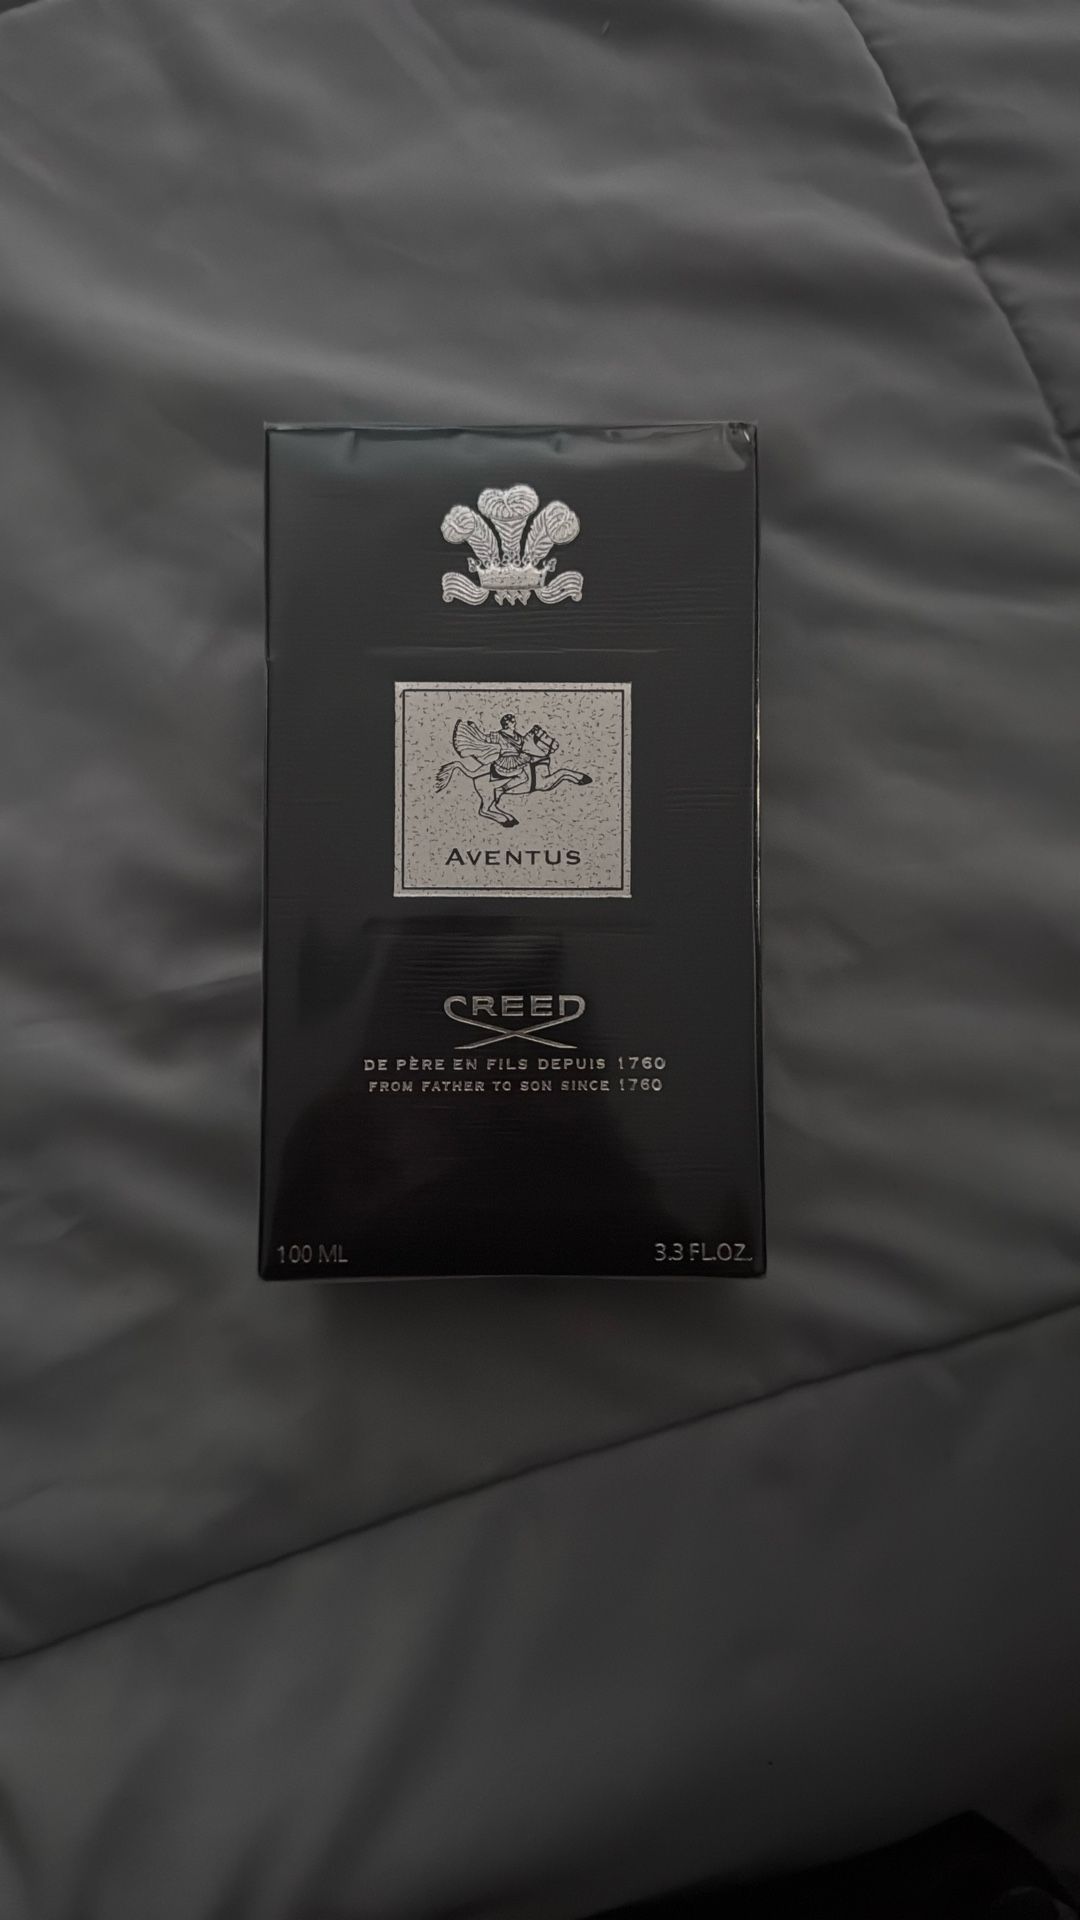 AVENTUS
CREED
DE PÈRE EN FILS DEPUIS 1760
FROM FATHER TO SON SINCE 1760
100 ML
3.3 FL.OZ.